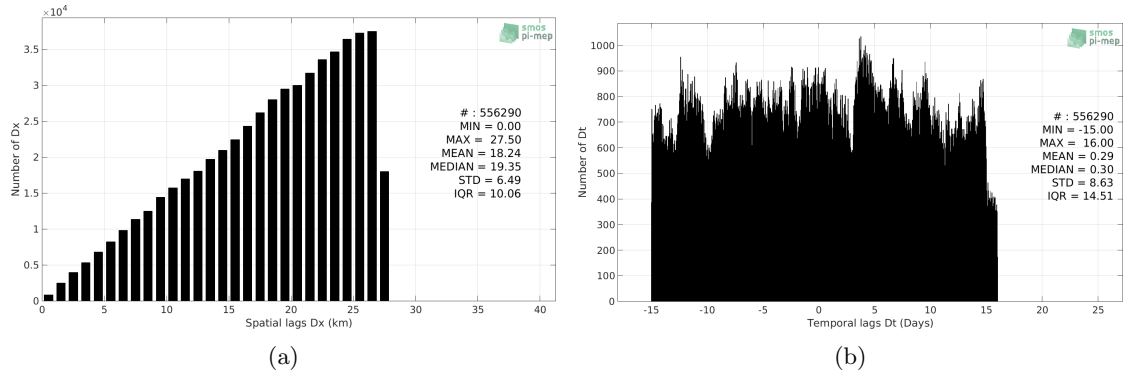 ×10^4
smos
pi-mep
3.5
3
2.5
2
1.5
1
0.5
0
Number of Dx
# : 556290
MIN = 0.00
MAX = 27.50
MEAN = 18.24
MEDIAN = 19.35
STD = 6.49
IQR = 10.06
0 5 10 15 20 25 30 35 40
Spatial lags Dx (km)
(a)
smos
pi-mep
1000
900
800
700
600
500
400
300
200
100
0
Number of Dt
# : 556290
MIN = -15.00
MAX = 16.00
MEAN = 0.29
MEDIAN = 0.30
STD = 8.63
IQR = 14.51
-15 -10 -5 0 5 10 15 20 25
Temporal lags Dt (Days)
(b)